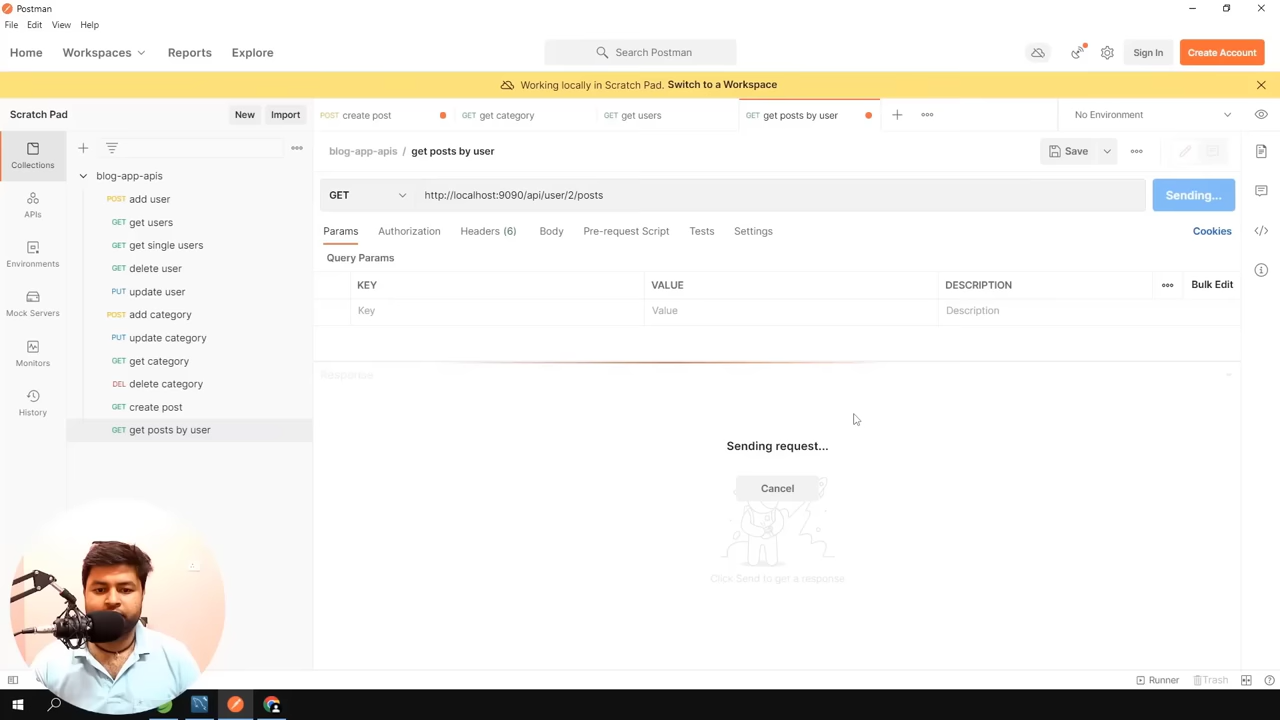 Postman
File Edit View Help
Home Workspaces Reports Explore Search Postman Sign In Create Account
Working locally in Scratch Pad. Switch to a Workspace
Scratch Pad New Import
POST create post GET get category GET get users GET get posts by user No Environment
Collections
APIs
Environments
Mock Servers
Monitors
History
blog-app-apis
POST add user
GET get users
GET get single users
GET delete user
PUT update user
POST add category
PUT update category
GET get category
DEL delete category
GET create post
GET get posts by user
blog-app-apis / get posts by user Save
GET http://localhost:9090/api/user/2/posts Sending...
Params Authorization Headers (6) Body Pre-request Script Tests Settings Cookies
Query Params
KEY VALUE DESCRIPTION Bulk Edit
Key Value Description
Sending request...
Cancel
Click Send to get a response
Runner Trash